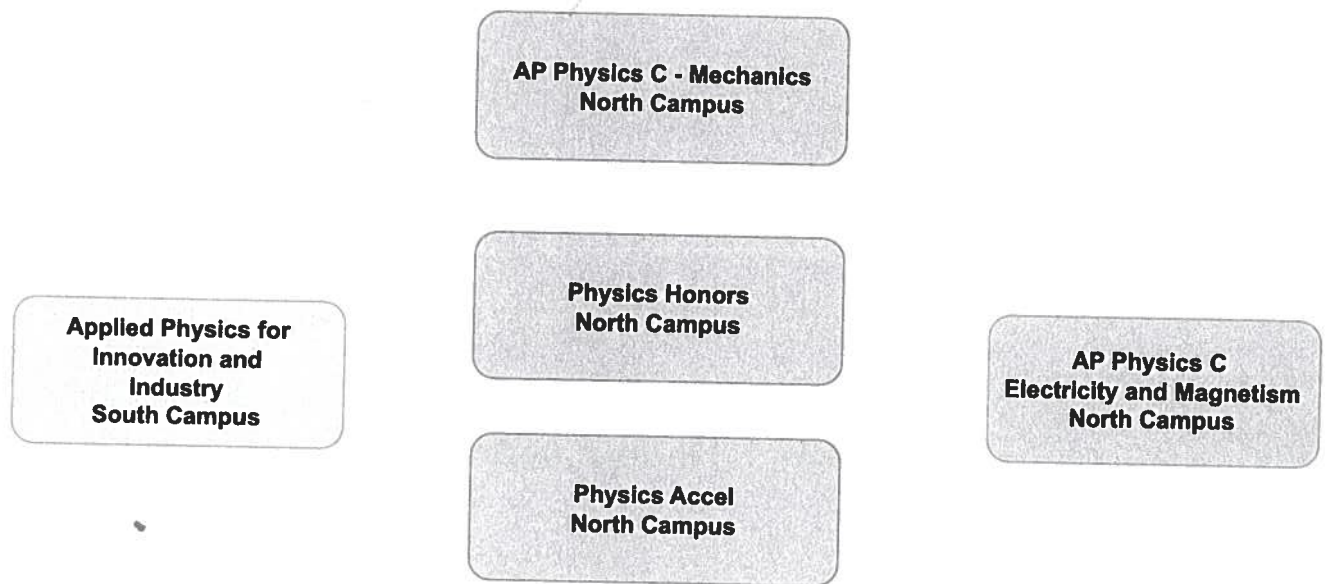 AP Physics C - Mechanics
North Campus
Physics Honors
North Campus
Applied Physics for
Innovation and
Industry
South Campus
AP Physics C
Electricity and Magnetism
North Campus
Physics Accel
North Campus